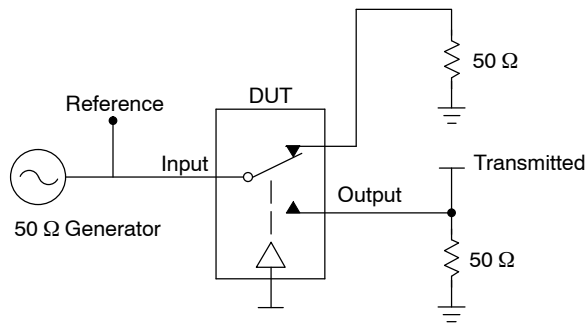 50 Ω
DUT
Reference
Input
Transmitted
Output
50 Ω Generator
50 Ω